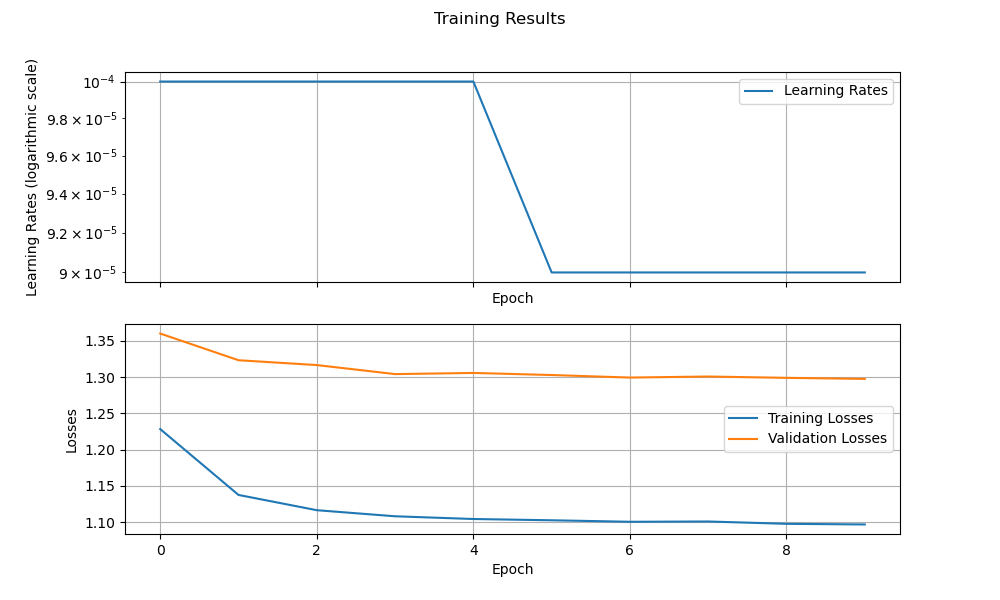 Training Results
Learning Rates (logarithmic scale)
10⁻⁴
9.8 × 10⁻⁵
9.6 × 10⁻⁵
9.4 × 10⁻⁵
9.2 × 10⁻⁵
9 × 10⁻⁵
Learning Rates
Epoch
Losses
1.35
1.30
1.25
1.20
1.15
1.10
Training Losses
Validation Losses
0 2 4 6 8
Epoch